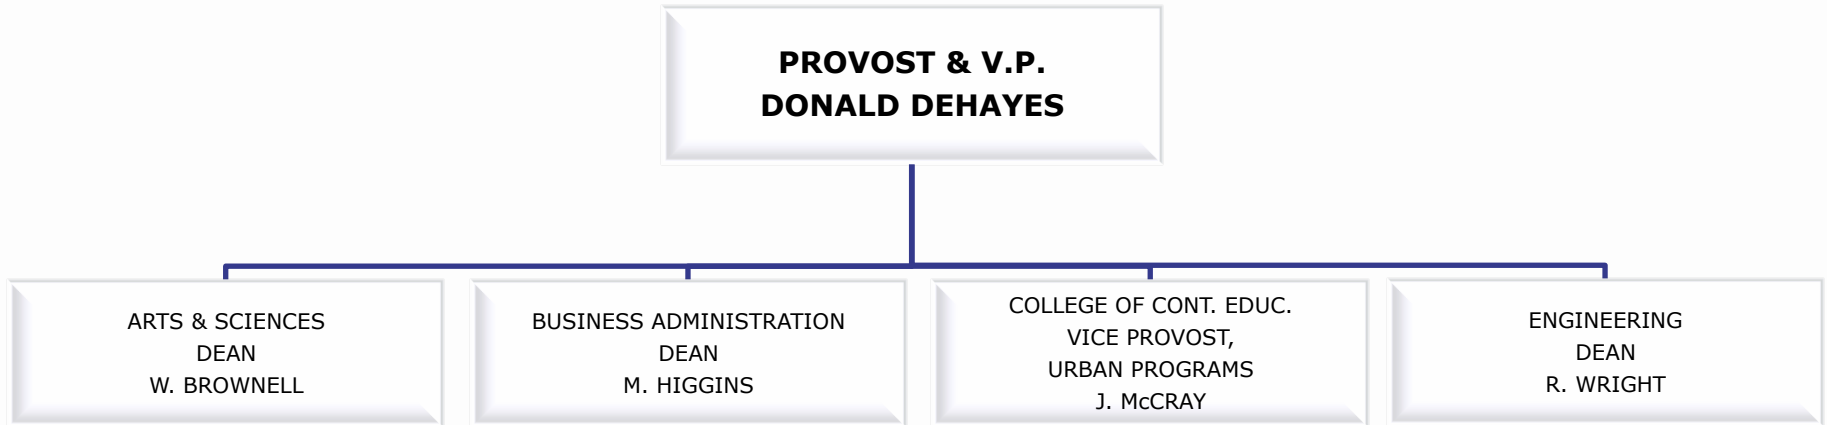 PROVOST & V.P.
DONALD DEHAYES
ARTS & SCIENCES
DEAN
W. BROWNELL
BUSINESS ADMINISTRATION
DEAN
M. HIGGINS
COLLEGE OF CONT. EDUC.
VICE PROVOST,
URBAN PROGRAMS
J. McCRAY
ENGINEERING
DEAN
R. WRIGHT